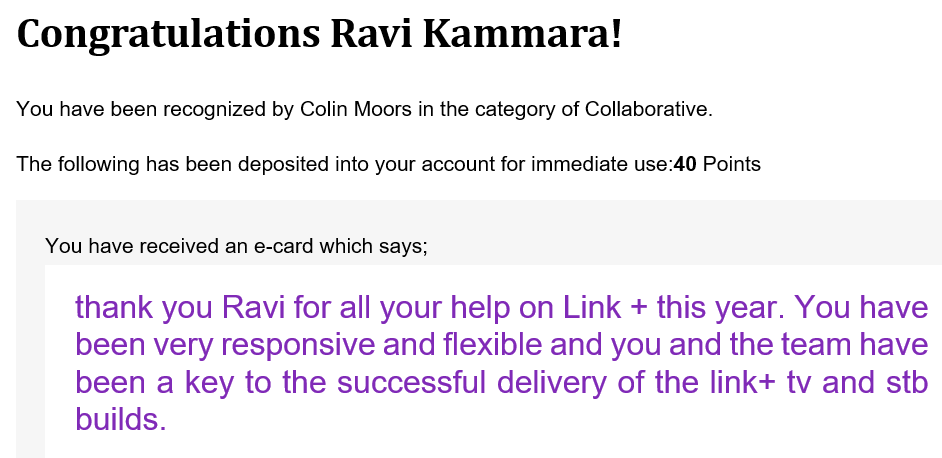 Congratulations Ravi Kammara!
You have been recognized by Colin Moors in the category of Collaborative.
The following has been deposited into your account for immediate use:40 Points
You have received an e-card which says;
thank you Ravi for all your help on Link + this year. You have
been very responsive and flexible and you and the team have
been a key to the successful delivery of the link+ tv and stb
builds.